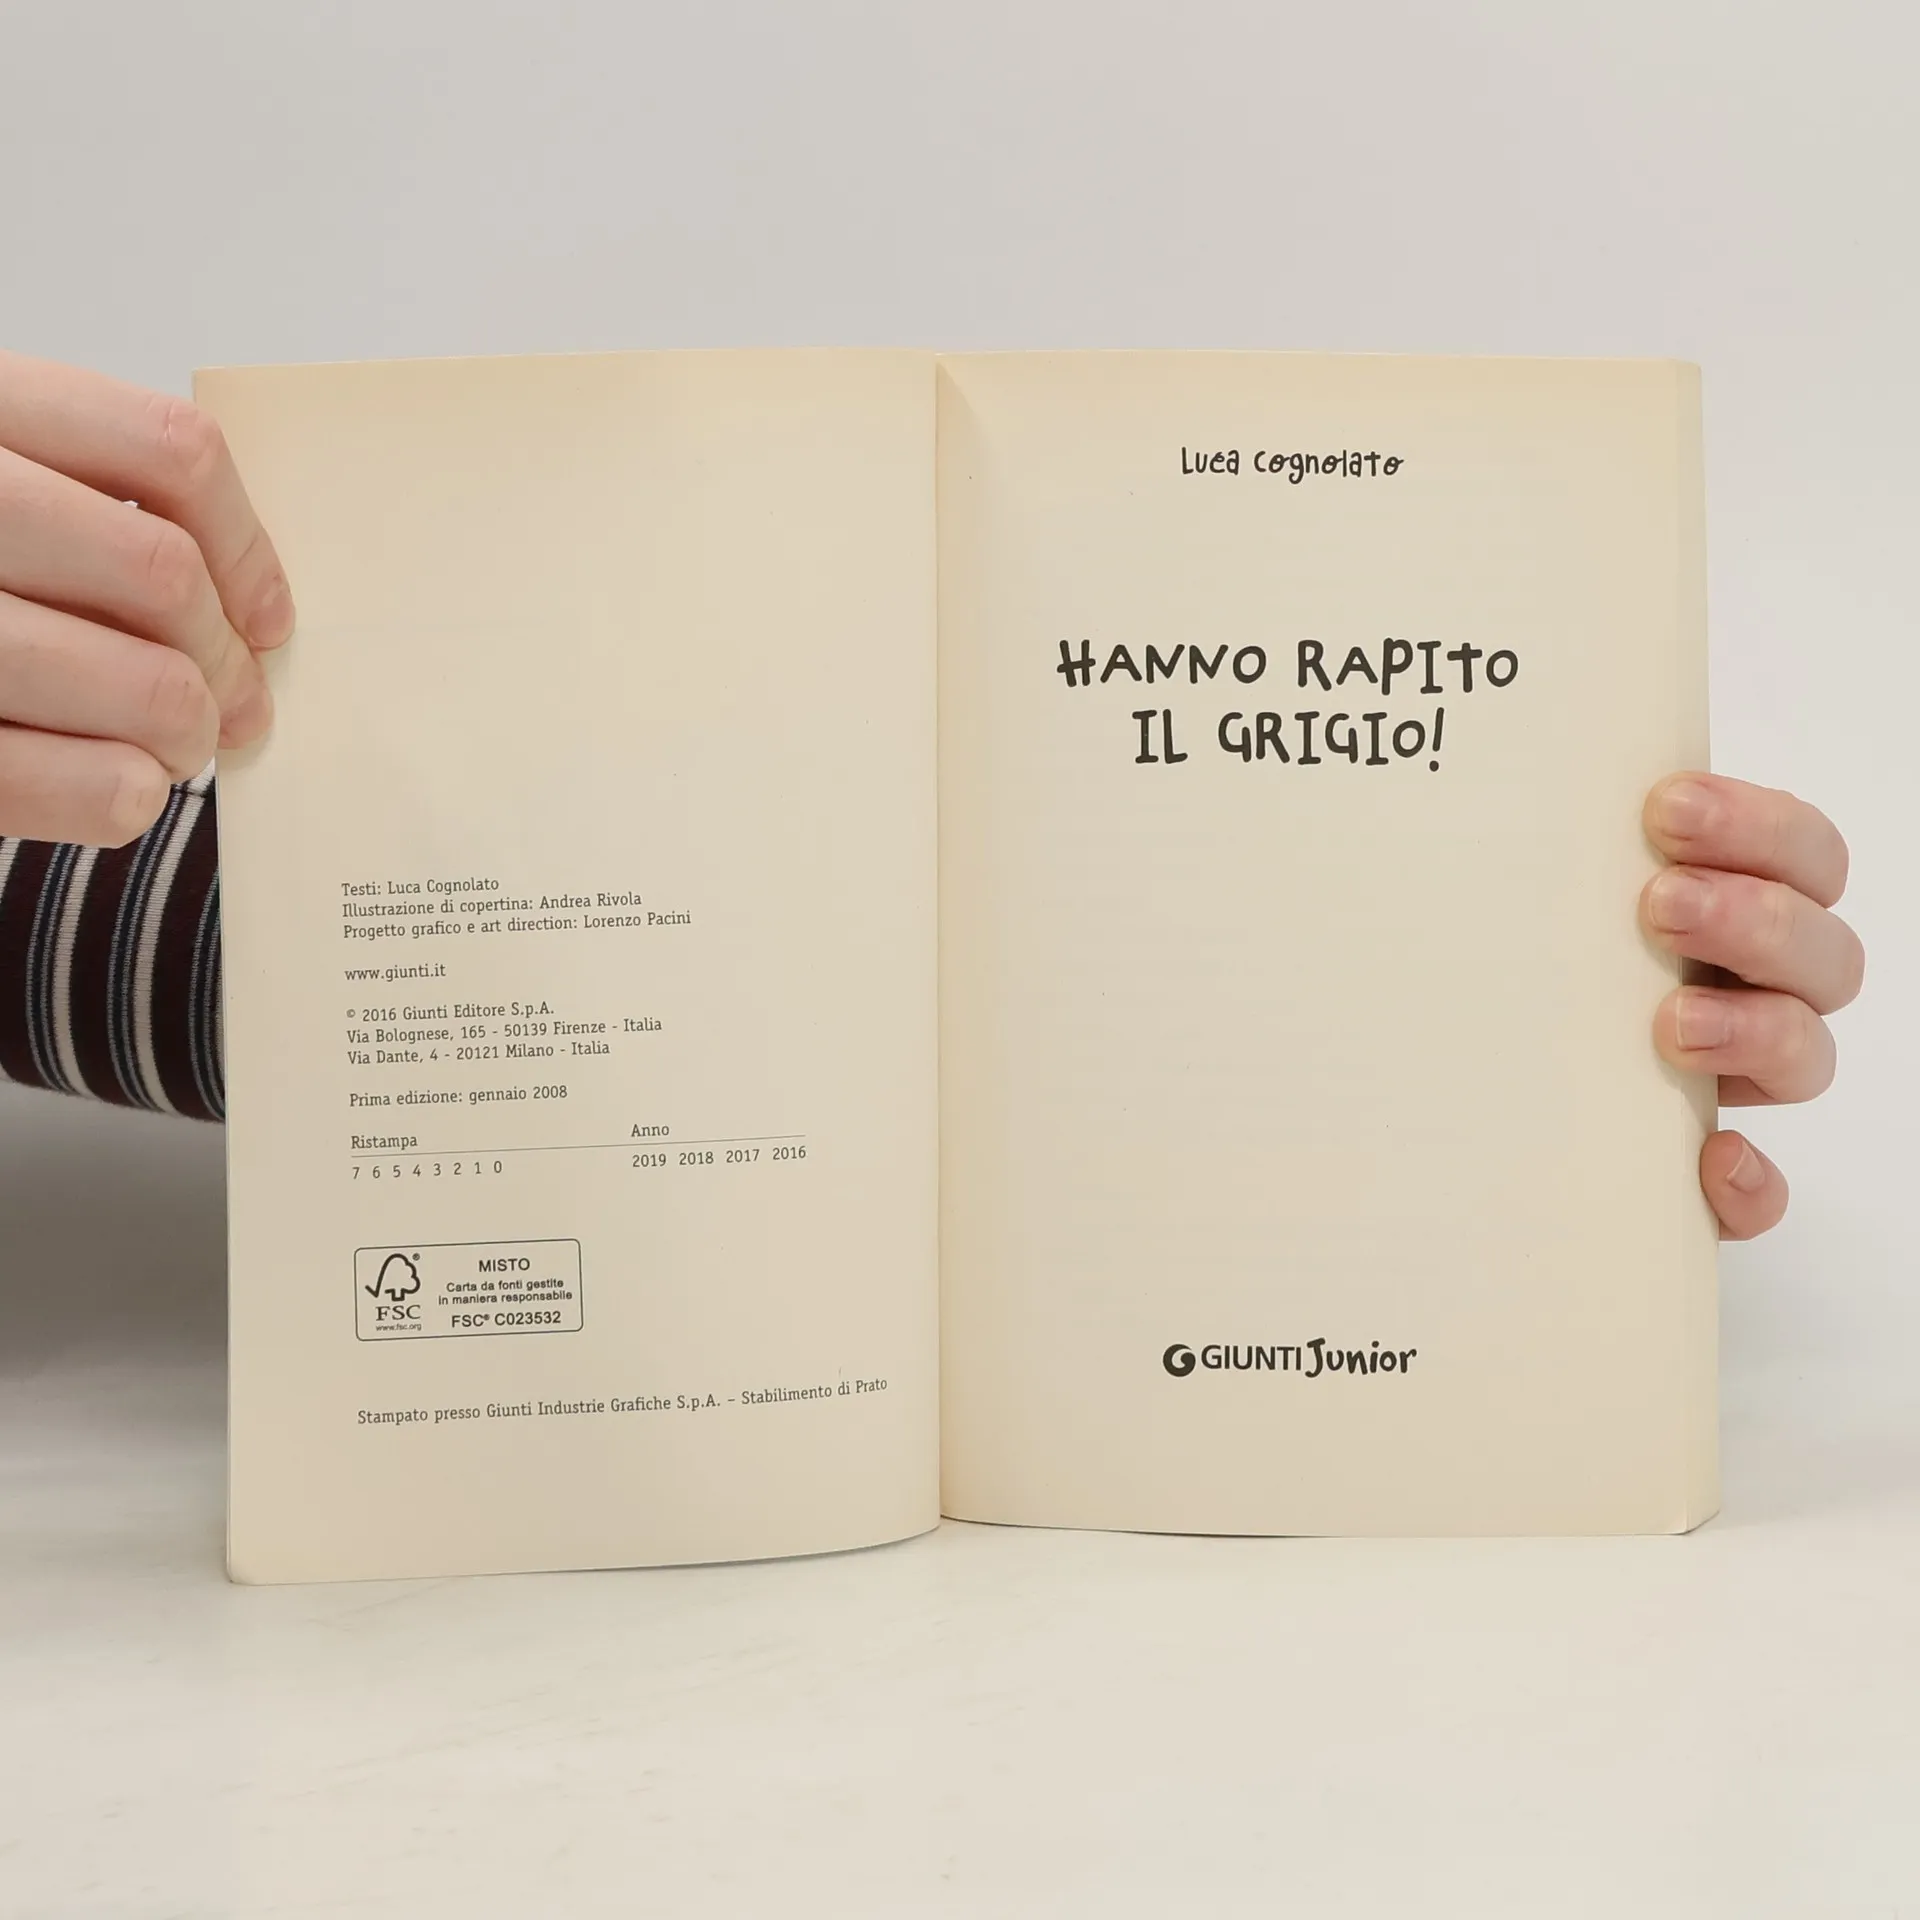 Testi: Luca Cognolato
Illustrazione di copertina: Andrea Rivola
Progetto grafico e art direction: Lorenzo Pacini
www.giunti.it
© 2016 Giunti Editore S.p.A.
Via Bolognese, 165 - 50139 Firenze - Italia
Via Dante, 4 - 20121 Milano - Italia
Prima edizione: gennaio 2008
Ristampa Anno
7 6 5 4 3 2 1 0 2019 2018 2017 2016
MISTO
Carta da fonti gestite
in maniera responsabile
FSC® C023532
FSC
www.fsc.org
Stampato presso Giunti Industrie Grafiche S.p.A. – Stabilimento di Prato
Luca Cognolato
HANNO RAPITO
IL GRIGIO!
GIUNTI Junior